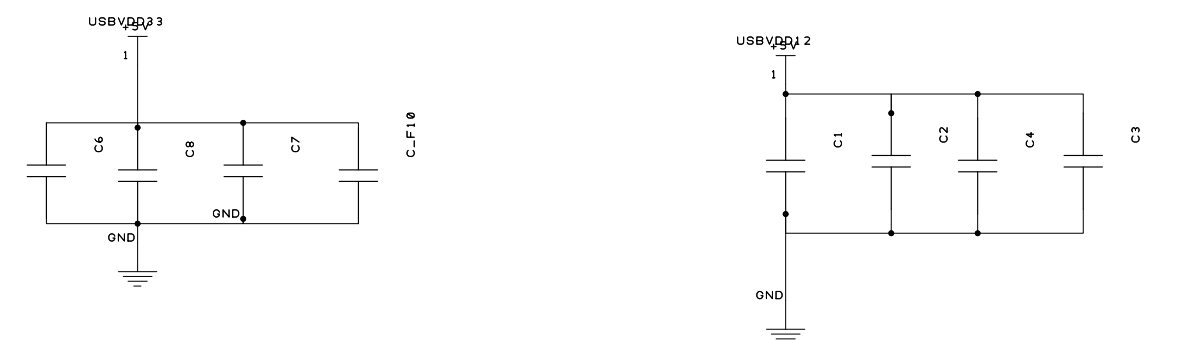 USBVDD33
+5V
1
C6
C8
C7
C_F10
GND
GND
USBVDD12
+5V
1
C1
C2
C4
C3
GND